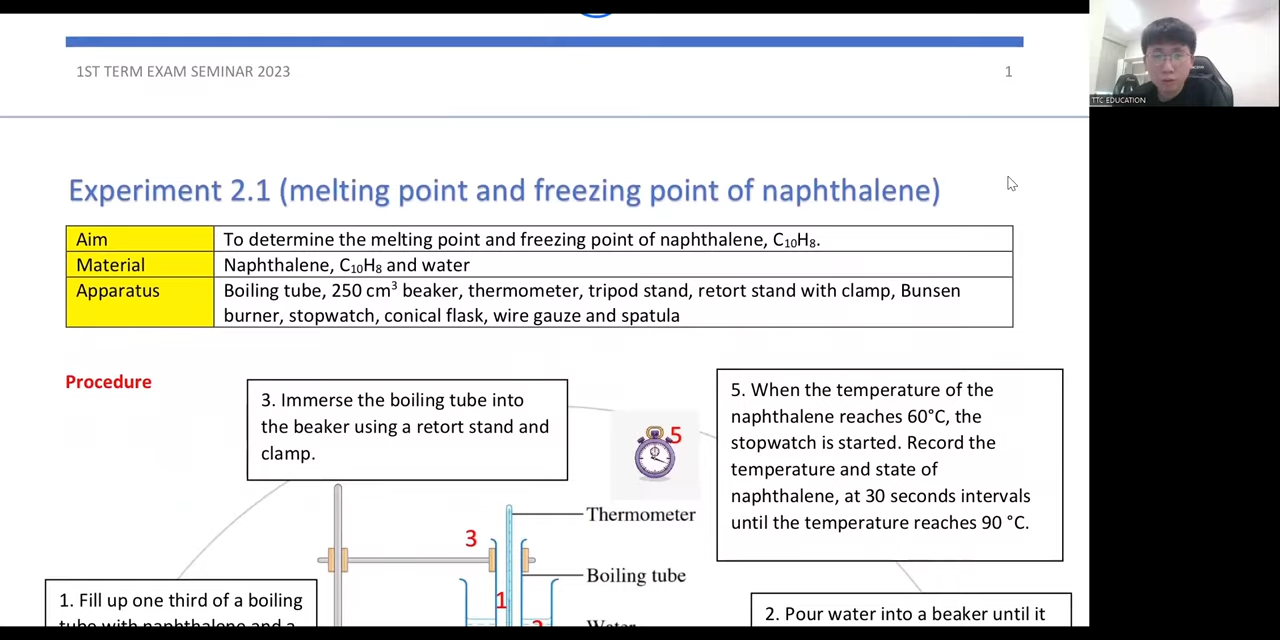 1ST TERM EXAM SEMINAR 2023
1
TTC EDUCATION
Experiment 2.1 (melting point and freezing point of naphthalene)
Aim
To determine the melting point and freezing point of naphthalene, C₁₀H₈.
Material
Naphthalene, C₁₀H₈ and water
Apparatus
Boiling tube, 250 cm³ beaker, thermometer, tripod stand, retort stand with clamp, Bunsen
burner, stopwatch, conical flask, wire gauze and spatula
Procedure
3. Immerse the boiling tube into
the beaker using a retort stand and
clamp.
5
5. When the temperature of the
naphthalene reaches 60°C, the
stopwatch is started. Record the
temperature and state of
naphthalene, at 30 seconds intervals
until the temperature reaches 90 °C.
Thermometer
3
Boiling tube
1
1. Fill up one third of a boiling
tube with naphthalene and a
2. Pour water into a beaker until it
Water